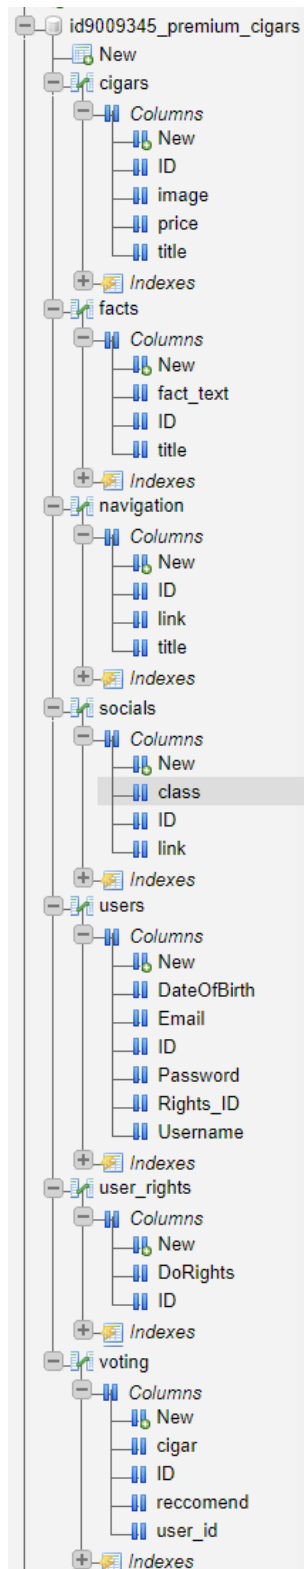 id9009345_premium_cigars
New
cigars
Columns
New
ID
image
price
title
Indexes
facts
Columns
New
fact_text
ID
title
Indexes
navigation
Columns
New
ID
link
title
Indexes
socials
Columns
New
class
ID
link
Indexes
users
Columns
New
DateOfBirth
Email
ID
Password
Rights_ID
Username
Indexes
user_rights
Columns
New
DoRights
ID
Indexes
voting
Columns
New
cigar
ID
reccomend
user_id
Indexes